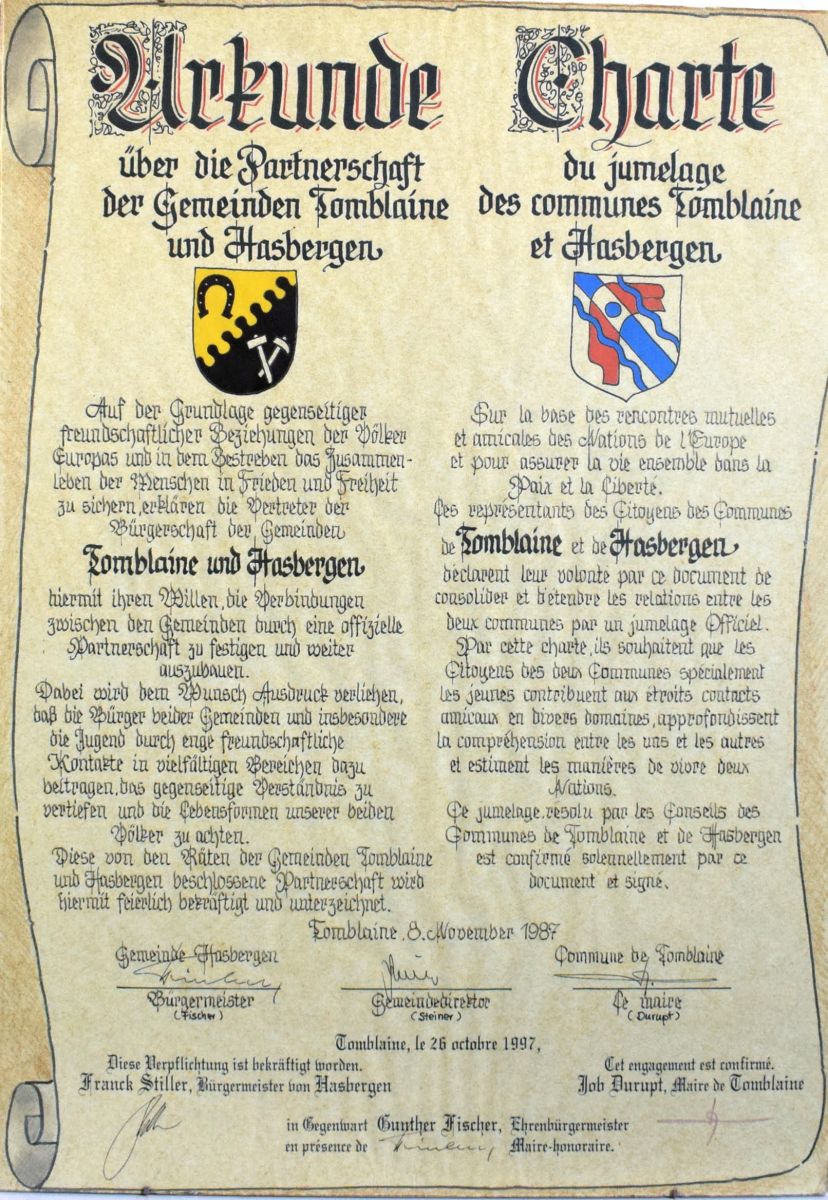 Urkunde
über die Partnerschaft
der Gemeinden Tomblaine
und Hasbergen
Auf der Grundlage gegenseitiger
freundschaftlicher Beziehungen der Völker
Europas und in dem Bestreben das Zusammen-
leben der Menschen in Frieden und Freiheit
zu sichern, erklären die Vertreter der
Bürgerschaft der Gemeinden
Tomblaine und Hasbergen
hiermit ihren Willen, die Verbindungen
zwischen den Gemeinden durch eine offizielle
Partnerschaft zu festigen und weiter
auszubauen.
Dabei wird dem Wunsch Ausdruck verliehen,
daß die Bürger beider Gemeinden und insbesondere
die Jugend durch enge freundschaftliche
Kontakte in vielfältigen Bereichen dazu
beitragen, das gegenseitige Verständnis zu
vertiefen und die Lebensformen unserer beiden
Völker zu achten.
Diese von den Räten der Gemeinden Tomblaine
und Hasbergen beschlossene Partnerschaft wird
hiermit feierlich bekräftigt und unterzeichnet.
Charte
du jumelage
des communes Tomblaine
et Hasbergen
Sur la base des rencontres mutuelles
et amicales des Nations de l'Europe
et pour assurer la vie ensemble dans la
Paix et la Liberté.
Les représentants des Citoyens des Communes
de Tomblaine et de Hasbergen
déclarent leur volonté par ce document de
consolider et d'étendre les relations entre les
deux communes par un jumelage Officiel.
Par cette charte, ils souhaitent que les
Citoyens des deux Communes spécialement
les jeunes contribuent aux étroits contacts
amicaux en divers domaines, approfondissent
la compréhension entre les uns et les autres
et estiment les manières de vivre deux
Nations.
Ce jumelage, resolu par les Conseils des
Communes de Tomblaine et de Hasbergen
est confirmé solennellement par ce
document et signé.
Tomblaine, 8. November 1987
Gemeinde Hasbergen
Bürgermeister
(Fischer)
Gemeindedirektor
(Steiner)
Commune de Tomblaine
Le maire
(Durupt)
Tomblaine, le 26 octobre 1997,
Diese Verpflichtung ist bekräftigt worden.
Franck Stiller, Bürgermeister von Hasbergen
Cet engagement est confirmé.
Job Durupt, Maire de Tomblaine
in Gegenwart Gunther Fischer, Ehrenbürgermeister
en présence de Maire-honoraire.